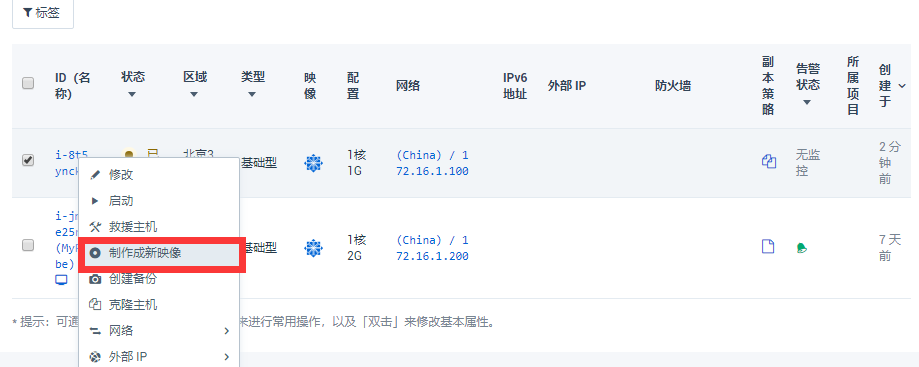 标签
ID（名称）
状态
区域
类型
映像
配置
网络
IPv6地址
外部 IP
防火墙
副本策略
告警状态
所属项目
创建于
i-8t5
ynck
已
北京3
基础型
1核
1G
(China) / 1
72.16.1.100
无监控
2 分钟前
修改
启动
救援主机
制作成新映像
创建备份
克隆主机
网络
外部 IP
e25
be)
基础型
1核
2G
(China) / 1
72.16.1.200
7 天前
* 提示：可通
来进行常用操作，以及「双击」来修改基本属性。